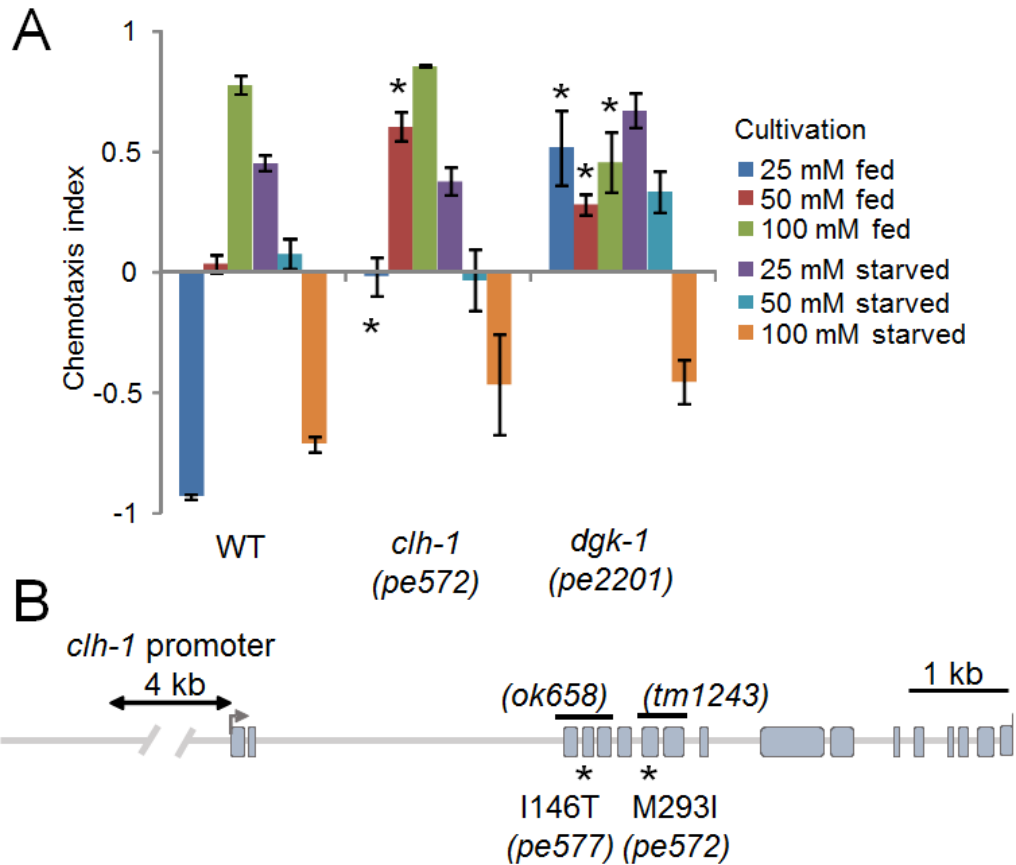 A
1
0.5
0
-0.5
-1
Chemotaxis index
*
*
*
*
*
Cultivation
25 mM fed
50 mM fed
100 mM fed
25 mM starved
50 mM starved
100 mM starved
WT
clh-1
(pe572)
dgk-1
(pe2201)
B
clh-1 promoter
4 kb
(ok658)
(tm1243)
1 kb
*
*
I146T
(pe577)
M293I
(pe572)